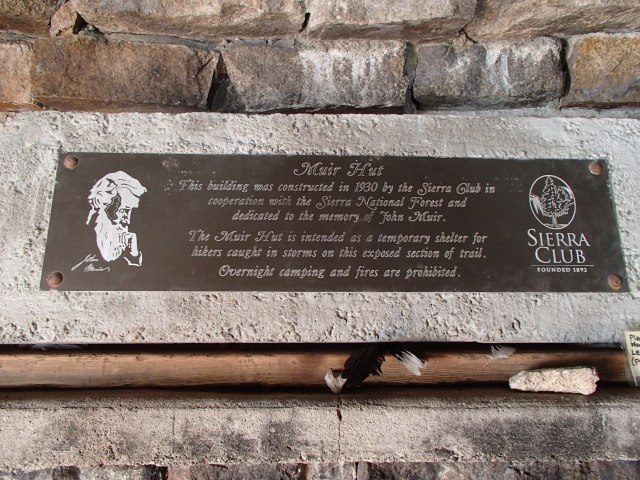 Muir Hut
This building was constructed in 1930 by the Sierra Club in
cooperation with the Sierra National Forest and
dedicated to the memory of John Muir.
The Muir Hut is intended as a temporary shelter for
hikers caught in storms on this exposed section of trail.
Overnight camping and fires are prohibited.
John
Muir
SIERRA
CLUB
FOUNDED 1892